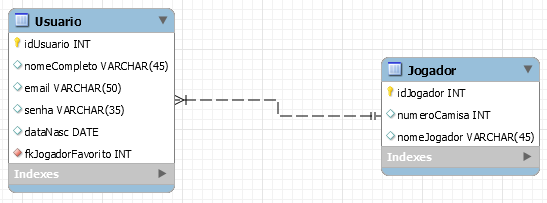 Usuario
idUsuario INT
nomeCompleto VARCHAR(45)
email VARCHAR(50)
senha VARCHAR(35)
dataNasc DATE
fkJogadorFavorito INT
Indexes
Jogador
idJogador INT
numeroCamisa INT
nomeJogador VARCHAR(45)
Indexes